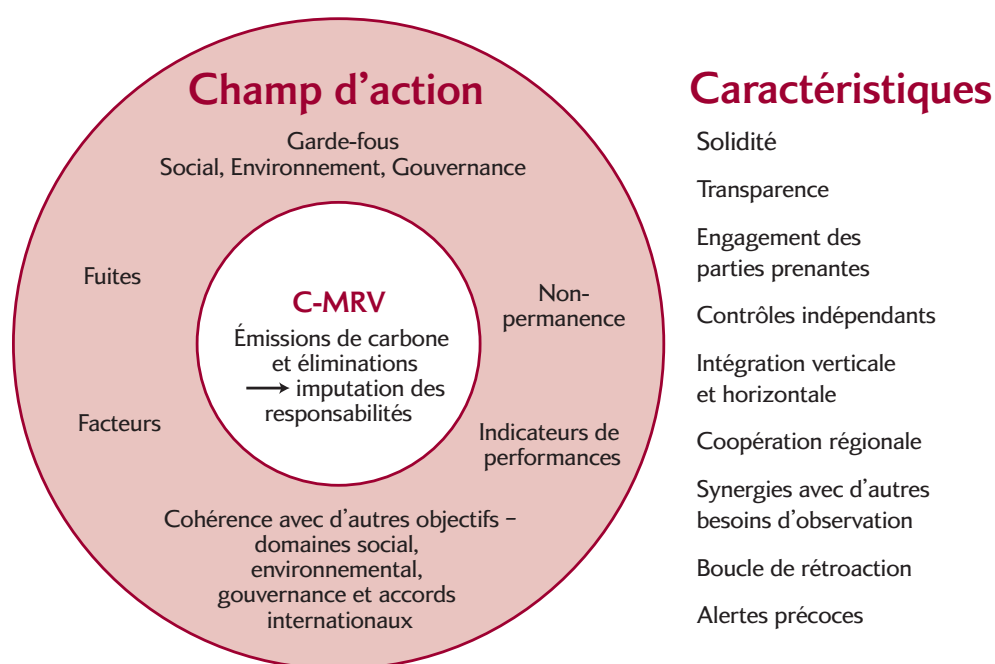 Champ d’action
Garde-fous
Social, Environnement, Gouvernance
Fuites
Non-
permanence
C-MRV
Émissions de carbone
et éliminations
⟶ imputation des
responsabilités
Facteurs
Indicateurs de
performances
Cohérence avec d’autres objectifs –
domaines social,
environnemental,
gouvernance et accords
internationaux
Caractéristiques
Solidité
Transparence
Engagement des
parties prenantes
Contrôles indépendants
Intégration verticale
et horizontale
Coopération régionale
Synergies avec d’autres
besoins d’observation
Boucle de rétroaction
Alertes précoces